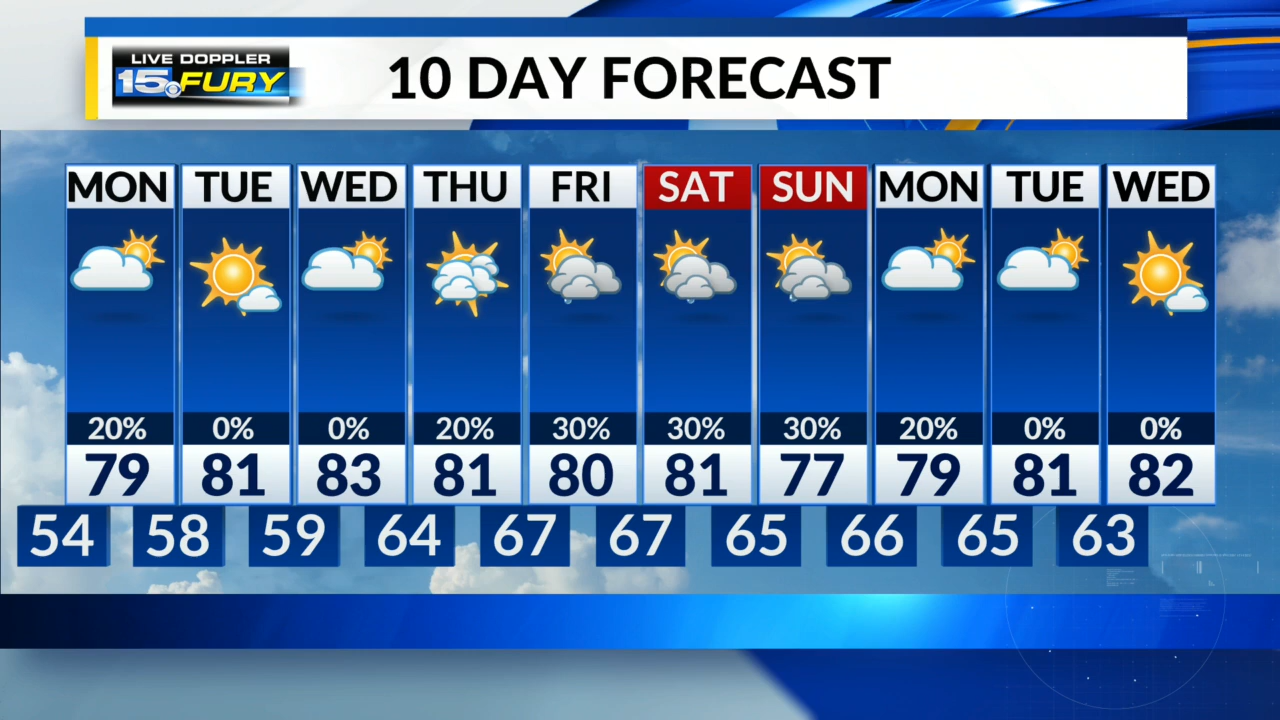 LIVE DOPPLER
15 FURY
10 DAY FORECAST
MON TUE WED THU FRI SAT SUN MON TUE WED
20% 0% 0% 20% 30% 30% 30% 20% 0% 0%
79 81 83 81 80 81 77 79 81 82
54 58 59 64 67 67 65 66 65 63